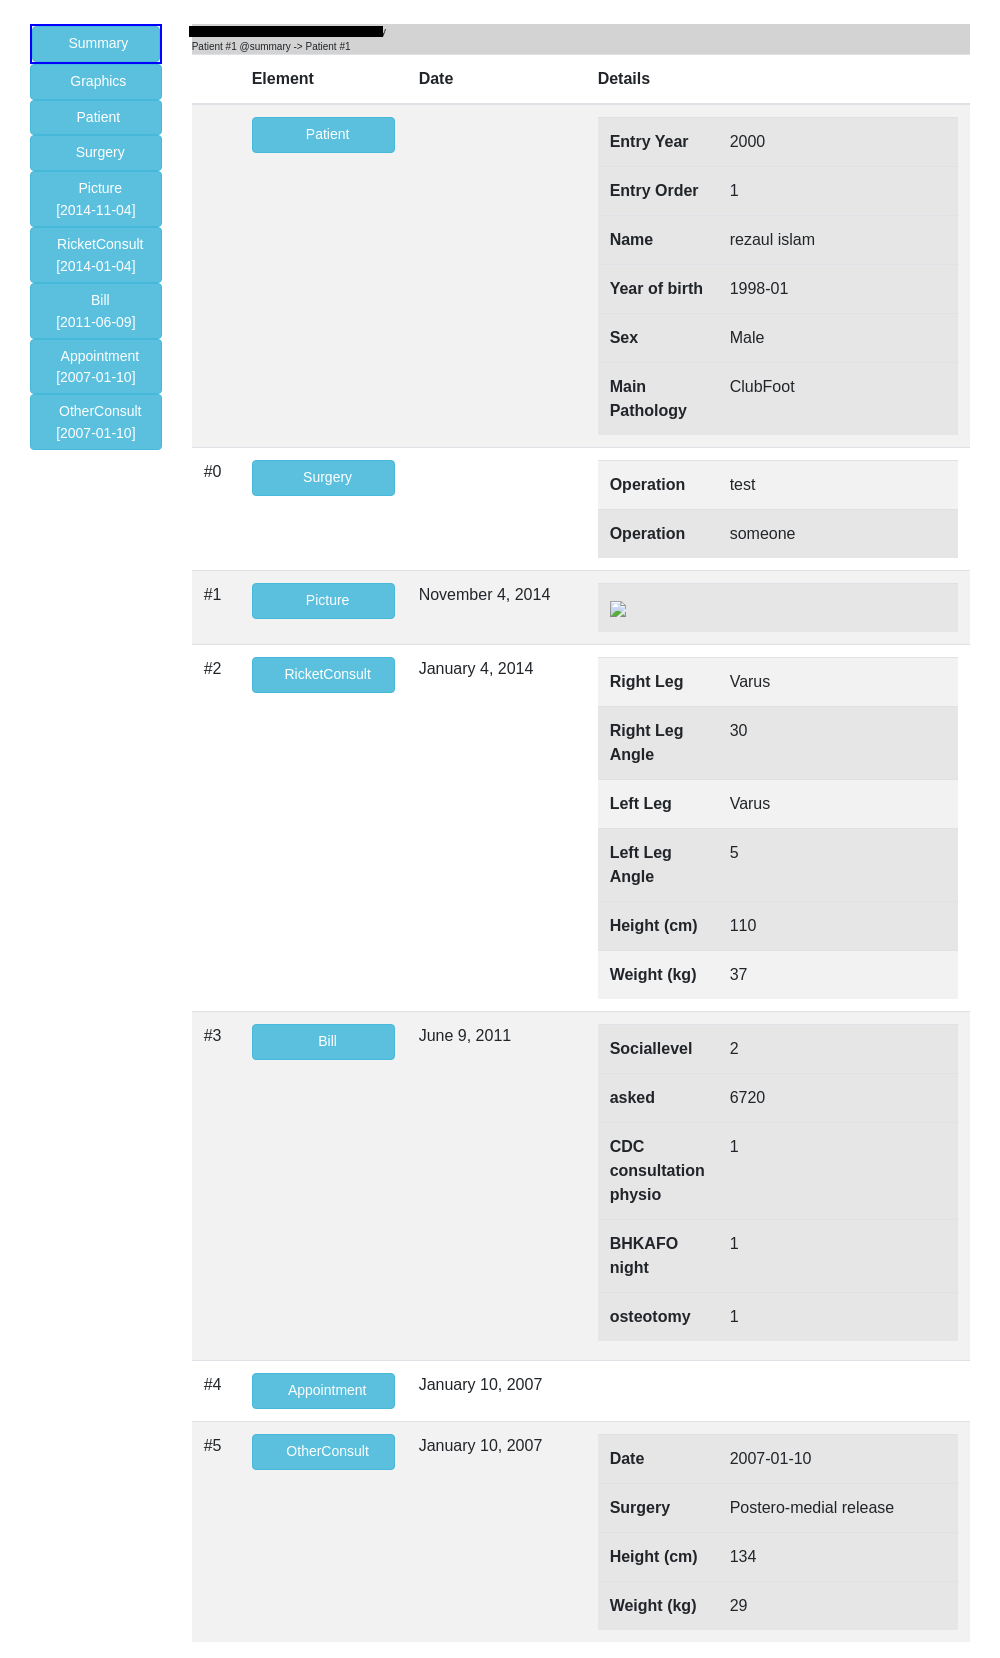 Summary
Graphics
Patient
Surgery
Picture
[2014-11-04]
RicketConsult
[2014-01-04]
Bill
[2011-06-09]
Appointment
[2007-01-10]
OtherConsult
[2007-01-10]
Patient #1 @summary -> Patient #1
Element Date Details
Patient
Entry Year 2000
Entry Order 1
Name rezaul islam
Year of birth 1998-01
Sex Male
Main ClubFoot
Pathology
#0 Surgery
Operation test
Operation someone
#1 Picture November 4, 2014
#2 RicketConsult January 4, 2014
Right Leg Varus
Right Leg 30
Angle
Left Leg Varus
Left Leg 5
Angle
Height (cm) 110
Weight (kg) 37
#3 Bill June 9, 2011
Sociallevel 2
asked 6720
CDC 1
consultation
physio
BHKAFO 1
night
osteotomy 1
#4 Appointment January 10, 2007
#5 OtherConsult January 10, 2007
Date 2007-01-10
Surgery Postero-medial release
Height (cm) 134
Weight (kg) 29